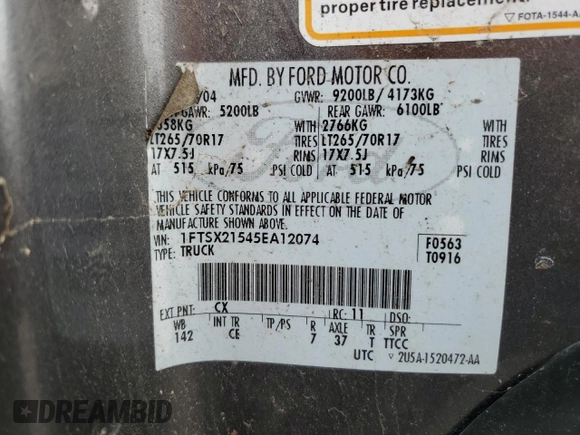 proper tire replacement.
▽ FOTA-1544-A
MFD. BY FORD MOTOR CO.
/04 GVWR: 9200LB / 4173KG
GAWR: 5200LB REAR GAWR: 6100LB
358KG WITH 2766KG WITH
LT265/70R17 TIRES LT265/70R17 TIRES
17X7.5J RIMS 17X7.5J RIMS
AT 515 kPa/75 PSI COLD AT 515 kPa/75 PSI COLD
THIS VEHICLE CONFORMS TO ALL APPLICABLE FEDERAL MOTOR
VEHICLE SAFETY STANDARDS IN EFFECT ON THE DATE OF
MANUFACTURE SHOWN ABOVE.
VIN: 1FTSX21545EA12074 F0563
TYPE: TRUCK T0916
Ford
EXT PNT: CX RC: 11 DSO:
WB INT TR TP/PS R AXLE TR SPR
142 CE 7 37 T TTCC
UTC ▽ 2U5A-1520472-AA
DREAMBID